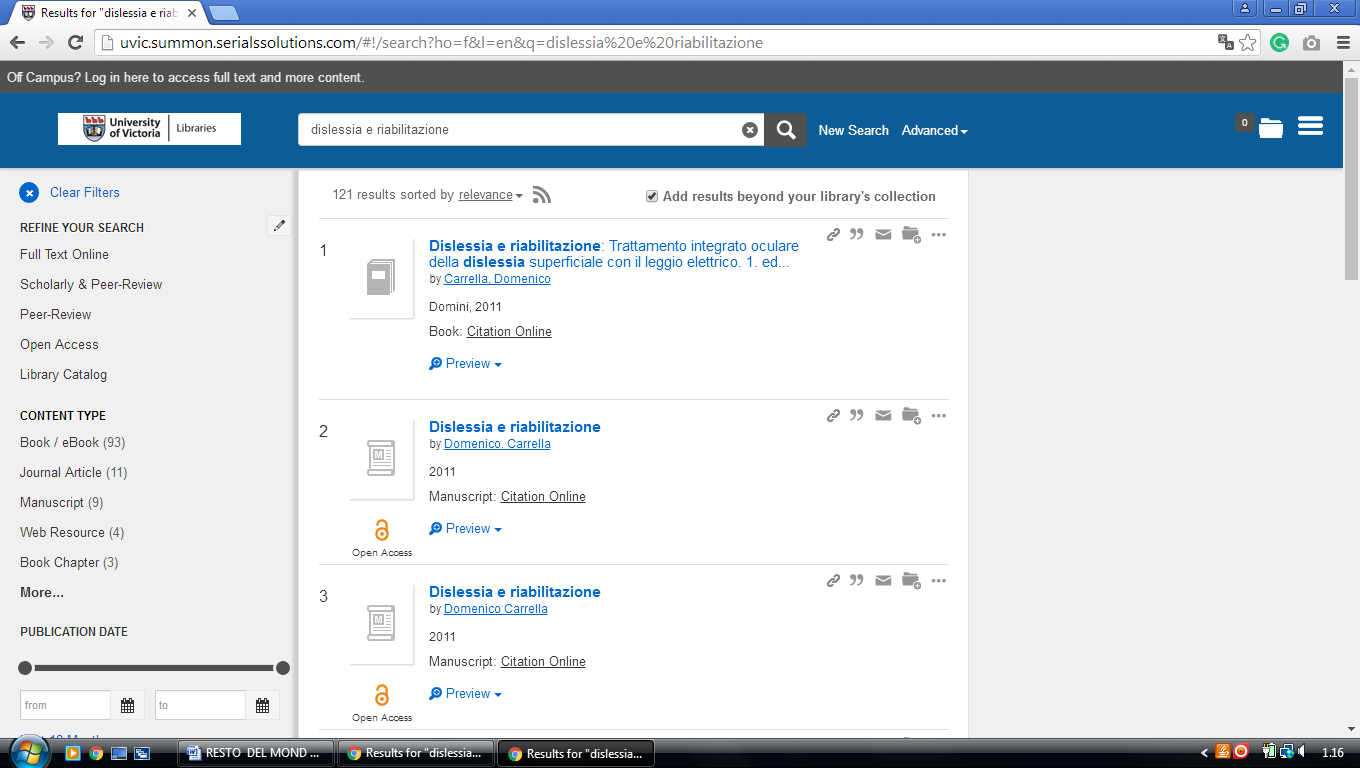 Results for "dislessia e riab
uvic.summon.serialssolutions.com/#!/search?ho=f&l=en&q=dislessia%20e%20riabilitazione
Off Campus? Log in here to access full text and more content.
University of Victoria
Libraries
dislessia e riabilitazione
New Search
Advanced
0
Clear Filters
REFINE YOUR SEARCH
Full Text Online
Scholarly & Peer-Review
Peer-Review
Open Access
Library Catalog
CONTENT TYPE
Book / eBook (93)
Journal Article (11)
Manuscript (9)
Web Resource (4)
Book Chapter (3)
More...
PUBLICATION DATE
from
to
121 results sorted by relevance
Add results beyond your library's collection
1
Dislessia e riabilitazione: Trattamento integrato oculare
della dislessia superficiale con il leggio elettrico. 1. ed...
by Carrella, Domenico
Domini, 2011
Book: Citation Online
Preview
2
Dislessia e riabilitazione
by Domenico. Carrella
2011
Manuscript: Citation Online
Preview
Open Access
3
Dislessia e riabilitazione
by Domenico Carrella
2011
Manuscript: Citation Online
Preview
Open Access
RESTO DEL MOND ...
Results for "dislessia...
Results for "dislessia...
1.16